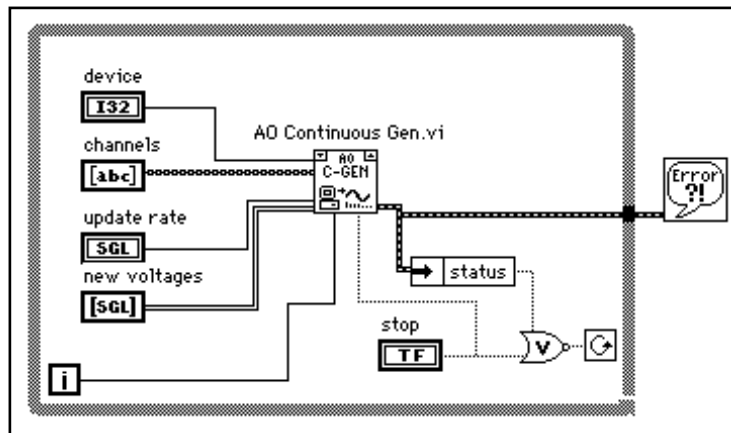 device
I32
AO Continuous Gen.vi
channels
[abc]
AO
C-GEN
Error
?!
update rate
SGL
new voltages
[SGL]
status
stop
TF
V
i